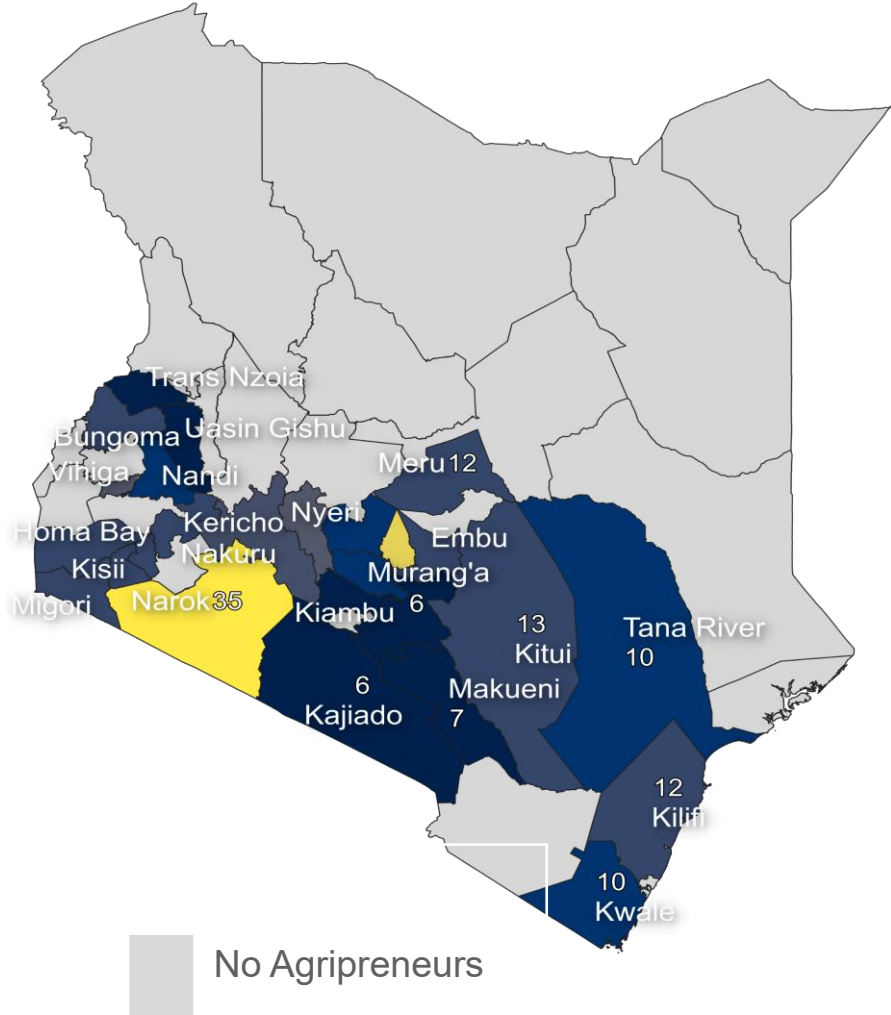 Trans Nzoia
Bungoma
Uasin Gishu
Vihiga
Nandi
Meru 12
Homa Bay
Kericho
Nyeri
Embu
Kisii
Nakuru
Murang'a
6
Migori
Narok 35
Kiambu
13
Kitui
Tana River
10
6
Kajiado
Makueni
7
12
Kilifi
10
Kwale
No Agripreneurs